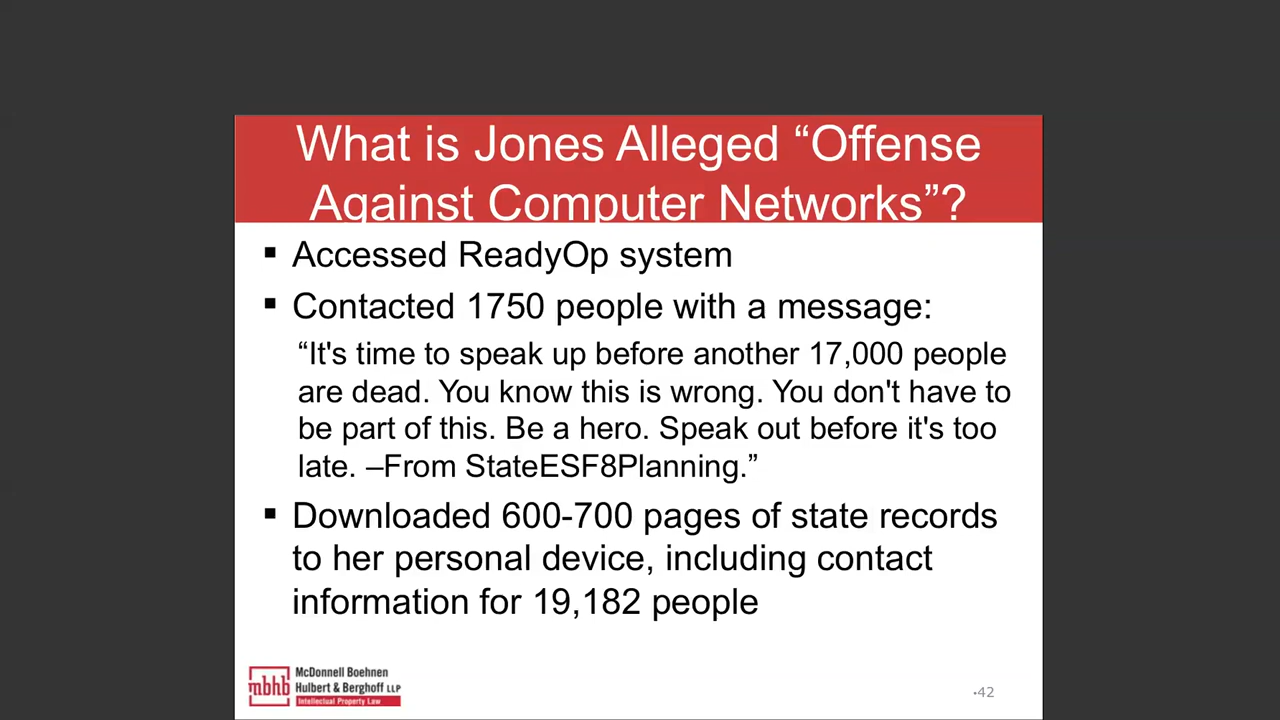 What is Jones Alleged “Offense
Against Computer Networks”?
▪ Accessed ReadyOp system
▪ Contacted 1750 people with a message:
“It's time to speak up before another 17,000 people
are dead. You know this is wrong. You don't have to
be part of this. Be a hero. Speak out before it's too
late. –From StateESF8Planning.”
▪ Downloaded 600-700 pages of state records
to her personal device, including contact
information for 19,182 people
mbhb
McDonnell Boehnen
Hulbert & Berghoff LLP
Intellectual Property Law
•42